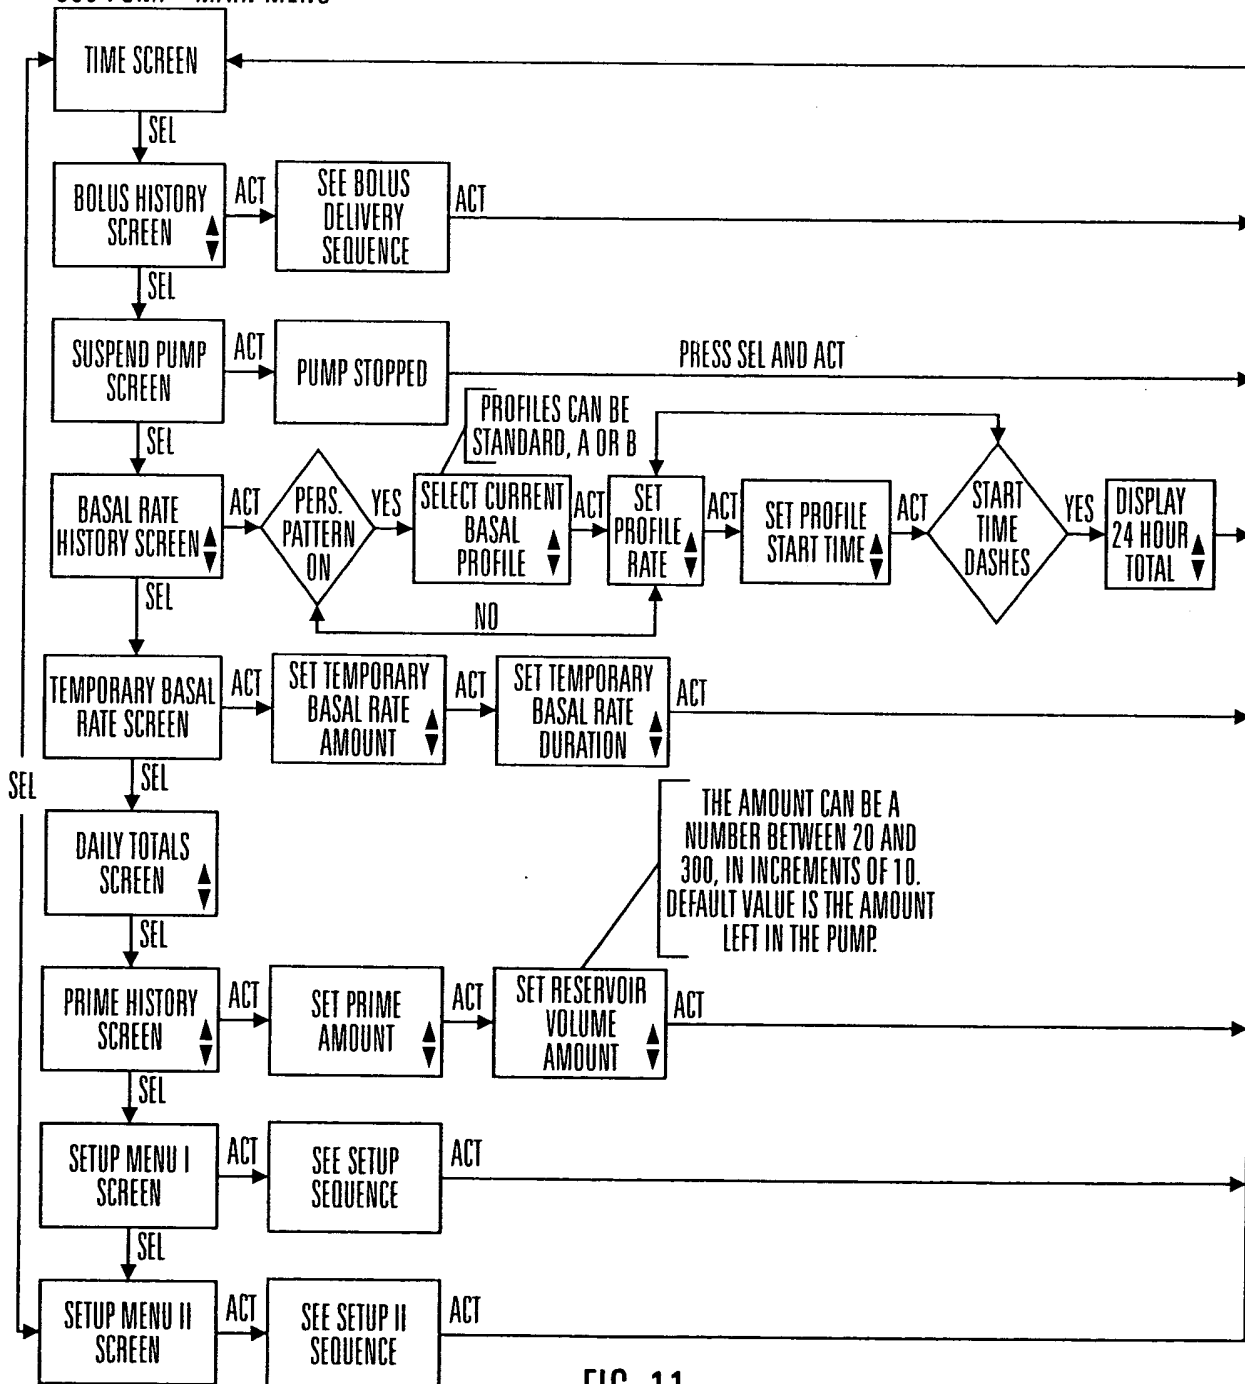 MAIN MENU
TIME SCREEN
SEL
BOLUS HISTORY
SCREEN
ACT
SEE BOLUS
DELIVERY
SEQUENCE
ACT
SEL
SUSPEND PUMP
SCREEN
ACT
PUMP STOPPED
PRESS SEL AND ACT
SEL
PROFILES CAN BE
STANDARD, A OR B
BASAL RATE
HISTORY SCREEN
ACT
PERS.
PATTERN
ON
YES
SELECT CURRENT
BASAL
PROFILE
ACT
SET
PROFILE
RATE
ACT
SET PROFILE
START TIME
ACT
START
TIME
DASHES
YES
DISPLAY
24 HOUR
TOTAL
NO
SEL
TEMPORARY BASAL
RATE SCREEN
ACT
SET TEMPORARY
BASAL RATE
AMOUNT
ACT
SET TEMPORARY
BASAL RATE
DURATION
ACT
SEL
SEL
DAILY TOTALS
SCREEN
THE AMOUNT CAN BE A
NUMBER BETWEEN 20 AND
300, IN INCREMENTS OF 10.
DEFAULT VALUE IS THE AMOUNT
LEFT IN THE PUMP.
SEL
PRIME HISTORY
SCREEN
ACT
SET PRIME
AMOUNT
ACT
SET RESERVOIR
VOLUME
AMOUNT
ACT
SEL
SETUP MENU I
SCREEN
ACT
SEE SETUP
SEQUENCE
ACT
SEL
SETUP MENU II
SCREEN
ACT
SEE SETUP II
SEQUENCE
ACT
FIG. 11